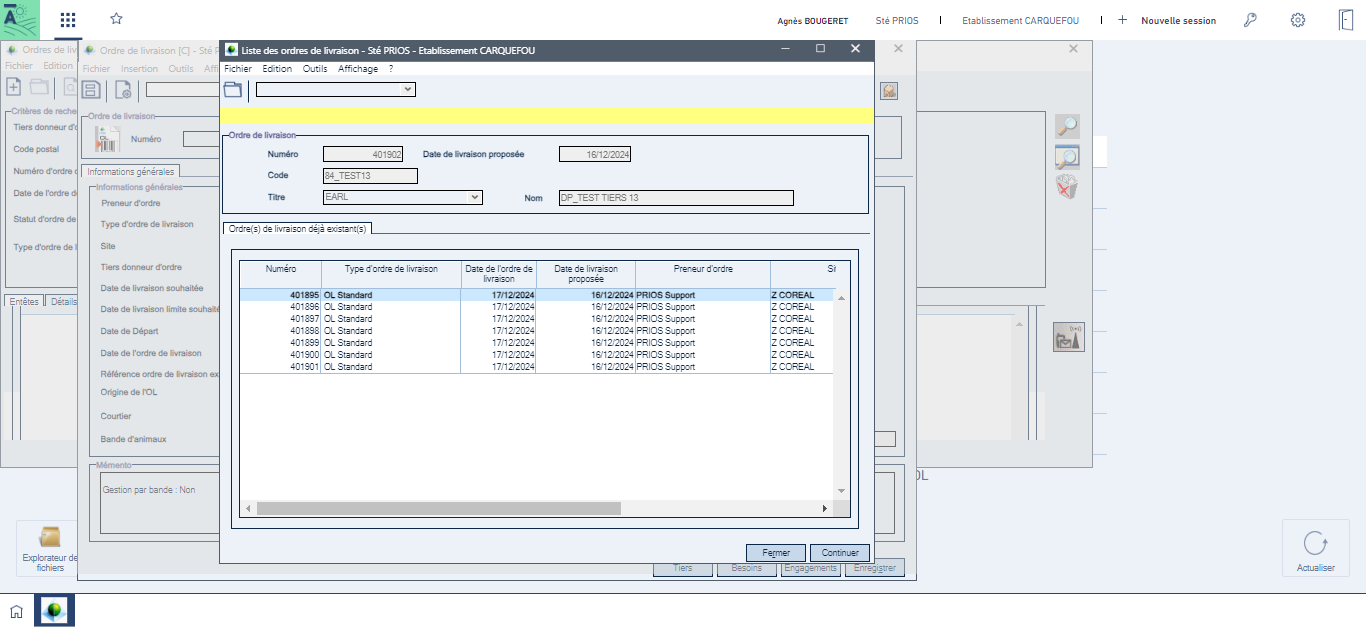 Agnès BOUGERET
Sté PRIOS
Etablissement CARQUEFOU
Nouvelle session
Ordres de liv
Ordre de livraison [C] - Sté P
Liste des ordres de livraison - Sté PRIOS - Etablissement CARQUEFOU
Fichier Edition
Fichier Insertion Outils Affi
Fichier Edition Outils Affichage ?
Critères de reche
Tiers donneur d'o
Code postal
Numéro d'ordre d
Date de l'ordre d
Statut d'ordre de
Type d'ordre de l
Entêtes Détails
Ordre de livraison
Numéro
Informations générales
Informations générales
Preneur d'ordre
Type d'ordre de livraison
Site
Tiers donneur d'ordre
Date de livraison souhaitée
Date de livraison limite souhaité
Date de Départ
Date de l'ordre de livraison
Référence ordre de livraison ex
Origine de l'OL
Courtier
Bande d'animaux
Mémento
Gestion par bande : Non
Ordre de livraison
Numéro 401902 Date de livraison proposée 16/12/2024
Code 84_TEST13
Titre EARL Nom DP_TEST TIERS 13
Ordre(s) de livraison déjà existant(s)
Numéro Type d'ordre de livraison Date de l'ordre de livraison Date de livraison proposée Preneur d'ordre Sit
401895 OL Standard 17/12/2024 16/12/2024 PRIOS Support Z COREAL
401896 OL Standard 17/12/2024 16/12/2024 PRIOS Support Z COREAL
401897 OL Standard 17/12/2024 16/12/2024 PRIOS Support Z COREAL
401898 OL Standard 17/12/2024 16/12/2024 PRIOS Support Z COREAL
401899 OL Standard 17/12/2024 16/12/2024 PRIOS Support Z COREAL
401900 OL Standard 17/12/2024 16/12/2024 PRIOS Support Z COREAL
401901 OL Standard 17/12/2024 16/12/2024 PRIOS Support Z COREAL
Fermer Continuer
Tiers Besoins Engagements Enregistrer
OL
Explorateur de
fichiers
Actualiser